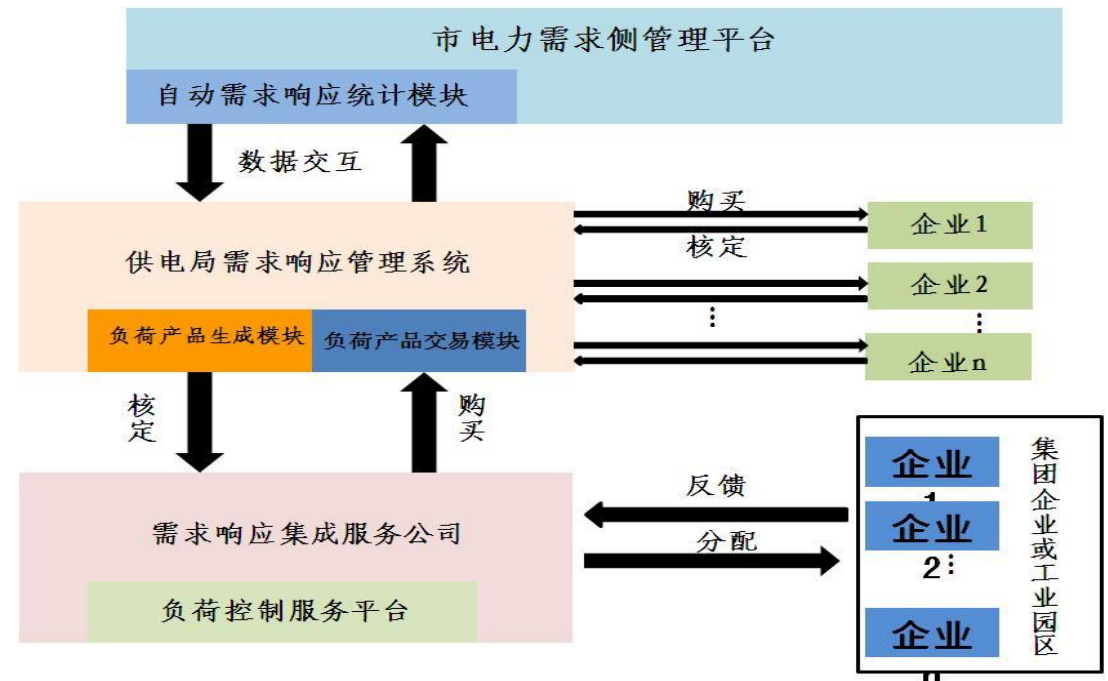 市电力需求侧管理平台
自动需求响应统计模块
数据交互
购买
企业1
核定
供电局需求响应管理系统
企业2
⋮
⋮
负荷产品生成模块
负荷产品交易模块
企业n
核定
购买
集团企业或工业园区
企业
1
反馈
企业
2⋮
分配
需求响应集成服务公司
负荷控制服务平台
企业